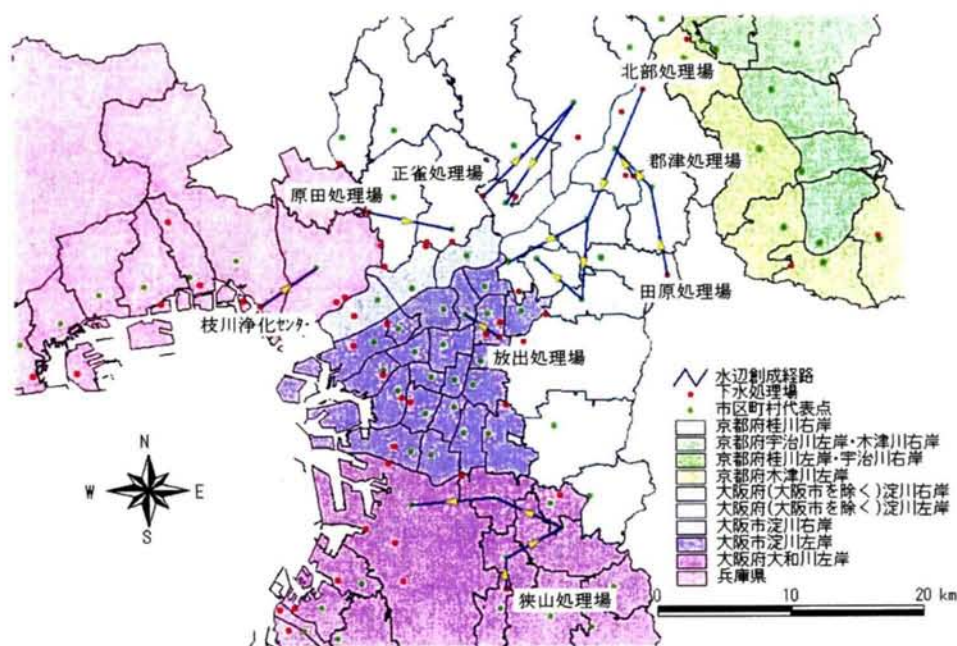 北部処理場
正雀処理場
郡津処理場
原田処理場
田原処理場
枝川浄化センター
放出処理場
水辺創成経路
下水処理場
市区町村代表点
京都府桂川右岸
京都府宇治川左岸・木津川右岸
京都府桂川左岸・宇治川右岸
京都府木津川左岸
大阪府(大阪市を除く)淀川右岸
大阪府(大阪市を除く)淀川左岸
大阪市淀川右岸
大阪市淀川左岸
大阪府大和川左岸
兵庫県
N
W E
S
狭山処理場
0 10 20 km